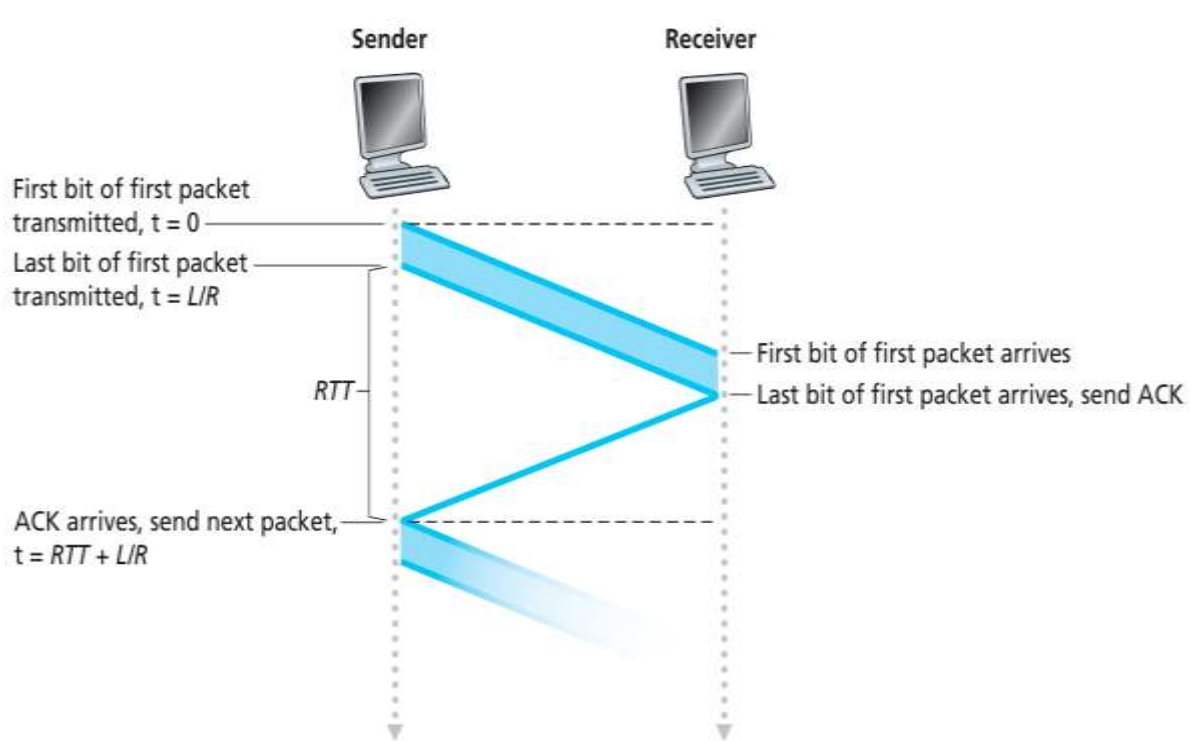 Sender
Receiver
First bit of first packet
transmitted, t = 0
Last bit of first packet
transmitted, t = L/R
First bit of first packet arrives
RTT
Last bit of first packet arrives, send ACK
ACK arrives, send next packet,
t = RTT + L/R